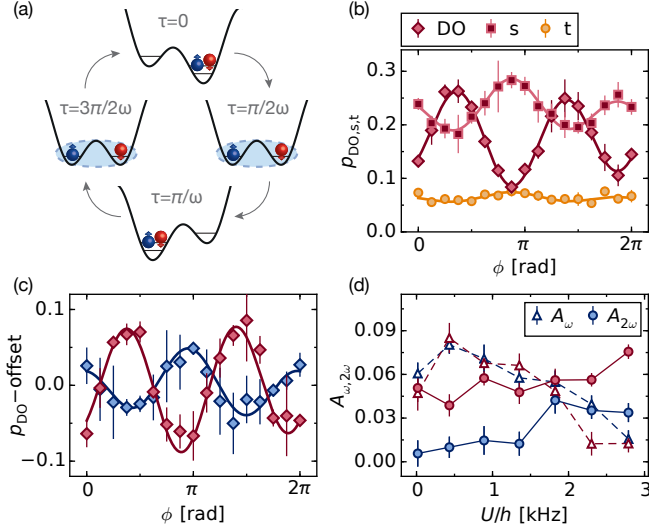 (a)
τ=0
τ=3π/2ω
τ=π/2ω
τ=π/ω
(b)
DO s t
p_DO,s,t
0.3
0.2
0.1
0.0
0 π 2π
ϕ [rad]
(c)
p_DO−offset
0.1
0.0
−0.1
0 π 2π
ϕ [rad]
(d)
A_ω A_2ω
A_ω,2ω
0.09
0.06
0.03
0.00
0 1 2 3
U/h [kHz]